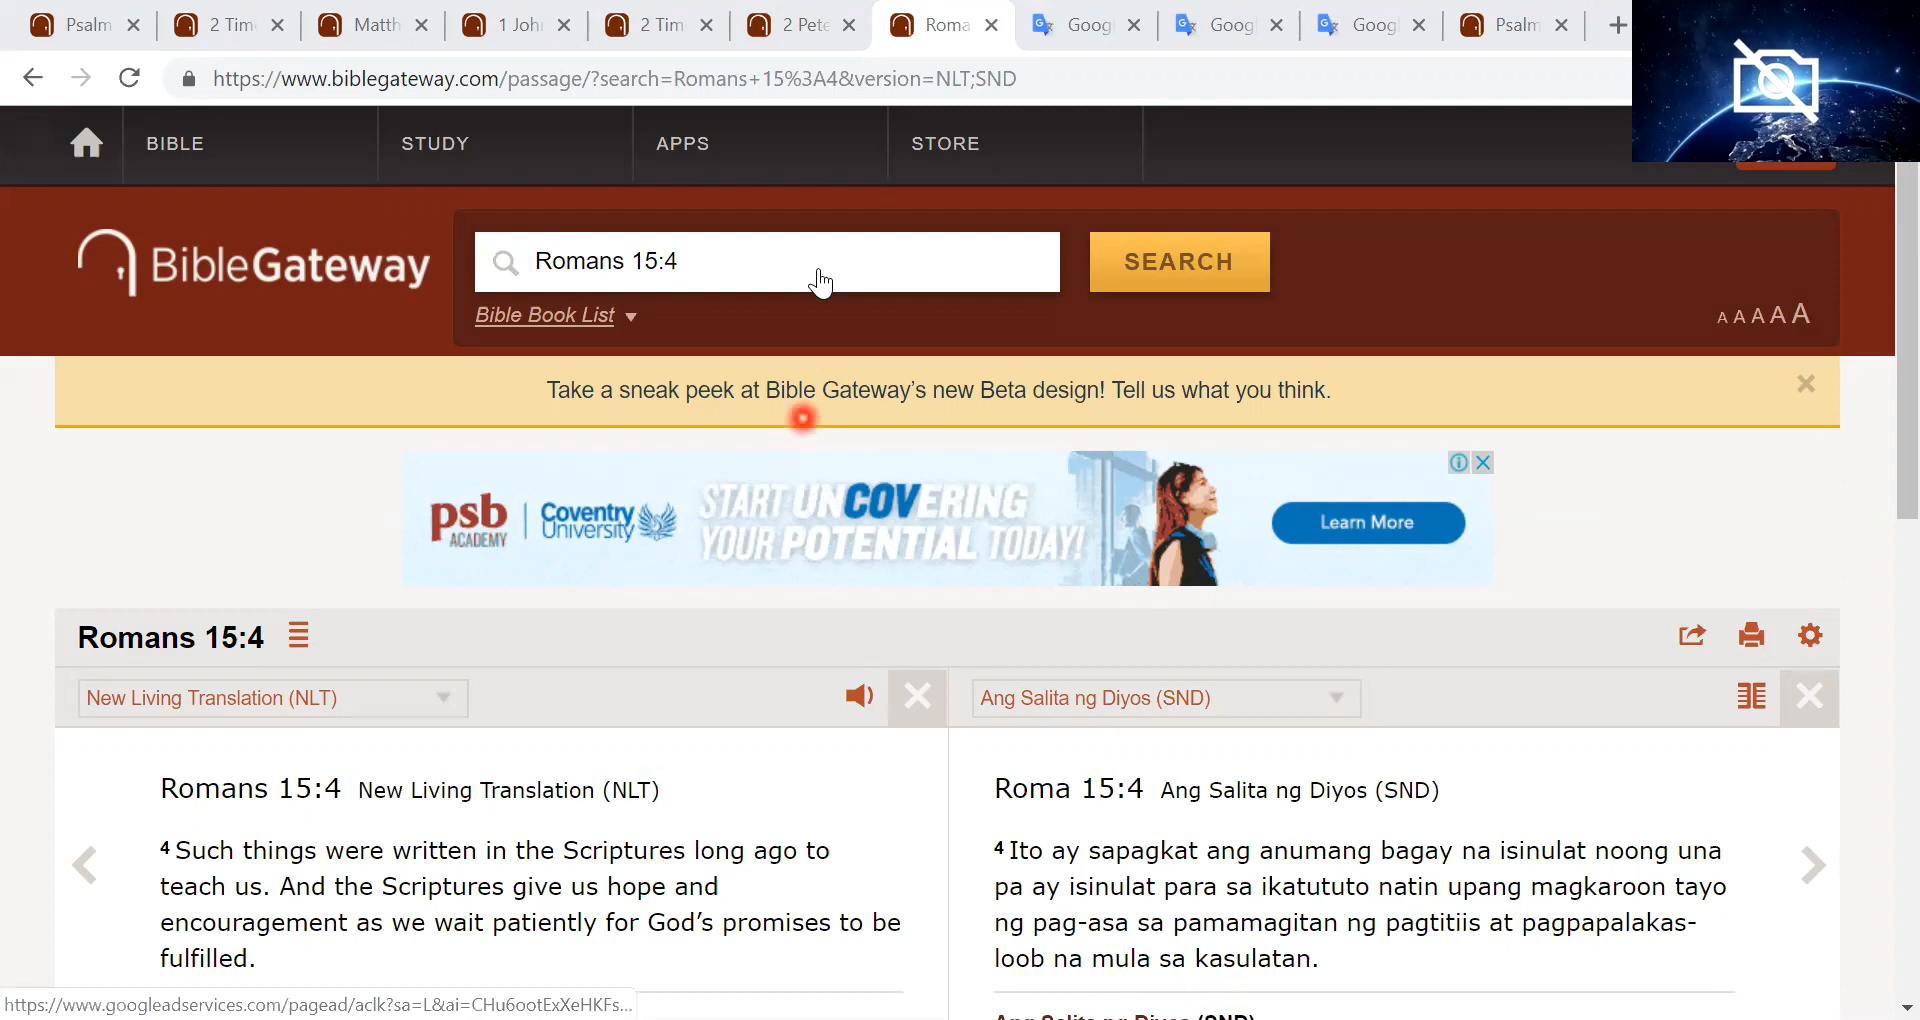 Psalm
2 Tim
Matth
1 Joh
2 Tim
2 Pete
Roma
Googl
Googl
Googl
Psalm
https://www.biblegateway.com/passage/?search=Romans+15%3A4&version=NLT;SND
BIBLE
STUDY
APPS
STORE
BibleGateway
Romans 15:4
SEARCH
Bible Book List
A A A A A
Take a sneak peek at Bible Gateway's new Beta design! Tell us what you think.
psb ACADEMY
Coventry University
START UNCOVERING
YOUR POTENTIAL TODAY!
Learn More
Romans 15:4
New Living Translation (NLT)
Ang Salita ng Diyos (SND)
Romans 15:4 New Living Translation (NLT)
4 Such things were written in the Scriptures long ago to
teach us. And the Scriptures give us hope and
encouragement as we wait patiently for God’s promises to be
fulfilled.
Roma 15:4 Ang Salita ng Diyos (SND)
4 Ito ay sapagkat ang anumang bagay na isinulat noong una
pa ay isinulat para sa ikatututo natin upang magkaroon tayo
ng pag-asa sa pamamagitan ng pagtitiis at pagpapalakas-
loob na mula sa kasulatan.
Ang Salita ng Diyos (SND)
https://www.googleadservices.com/pagead/aclk?sa=L&ai=CHu6ootExXeHKFs...